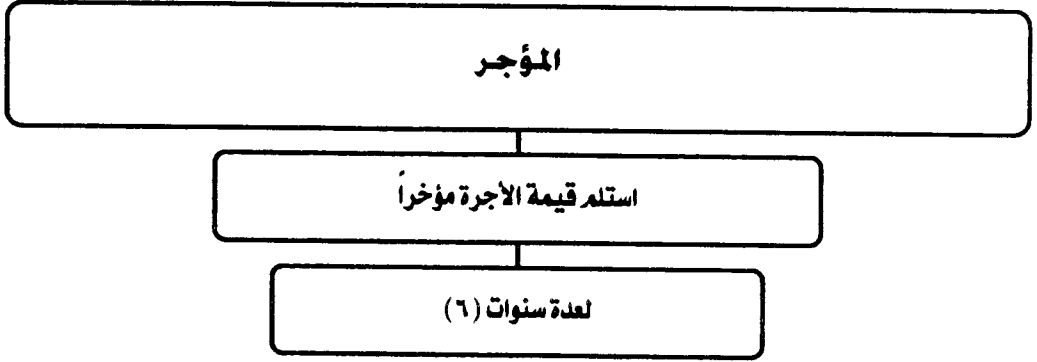 المؤجر
استلم قيمة الأجرة مؤخراً
لعدة سنوات (٦)